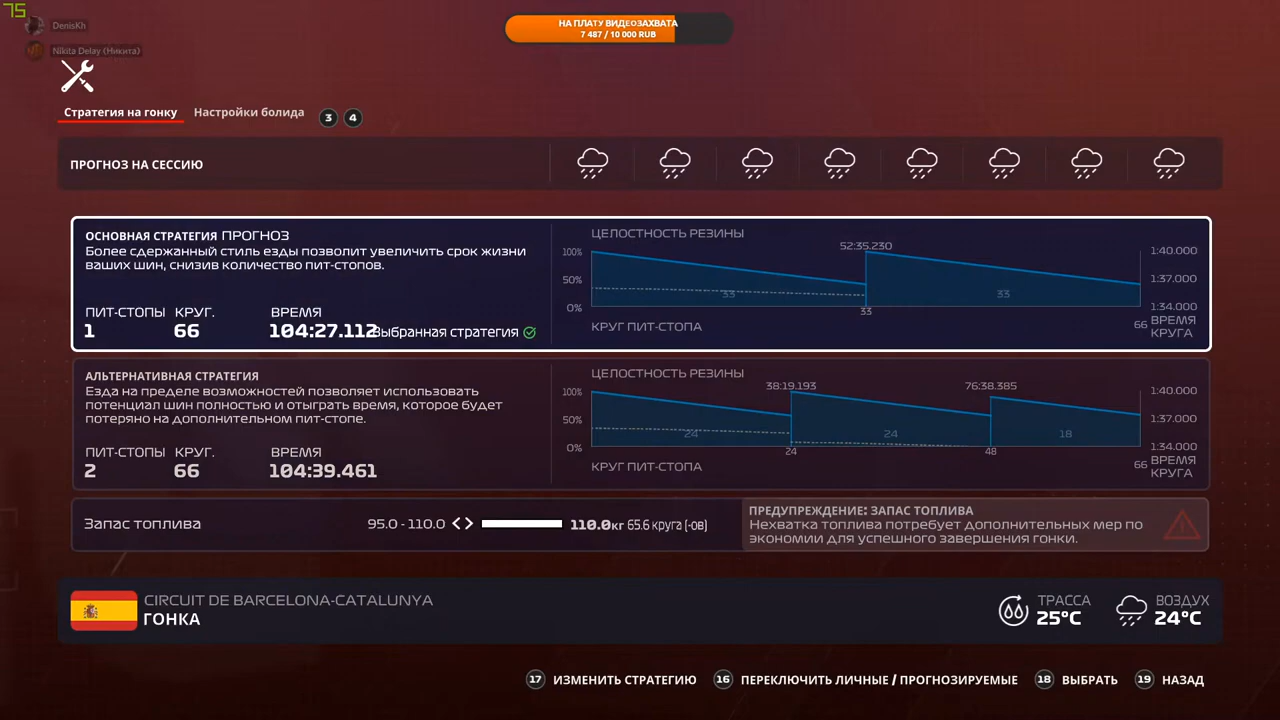 75
DenisKh
Nikita Delay (Никита)
НА ПЛАТУ ВИДЕОЗАХВАТА
7 487 / 10 000 RUB
Стратегия на гонку
Настройки болида
3
4
ПРОГНОЗ НА СЕССИЮ
ОСНОВНАЯ СТРАТЕГИЯ ПРОГНОЗ
Более сдержанный стиль езды позволит увеличить срок жизни
ваших шин, снизив количество пит-стопов.
ПИТ-СТОПЫ КРУГ. ВРЕМЯ
1 66 104:27.112 Выбранная стратегия
ЦЕЛОСТНОСТЬ РЕЗИНЫ
52:35.230
100%
50%
0%
33
33
33
1:40.000
1:37.000
1:34.000
КРУГ ПИТ-СТОПА
66 ВРЕМЯ
КРУГА
АЛЬТЕРНАТИВНАЯ СТРАТЕГИЯ
Езда на пределе возможностей позволяет использовать
потенциал шин полностью и отыграть время, которое будет
потеряно на дополнительном пит-стопе.
ПИТ-СТОПЫ КРУГ. ВРЕМЯ
2 66 104:39.461
ЦЕЛОСТНОСТЬ РЕЗИНЫ
38:19.193 76:38.385
100%
50%
0%
24 24 18
24 48
1:40.000
1:37.000
1:34.000
КРУГ ПИТ-СТОПА
66 ВРЕМЯ
КРУГА
Запас топлива
95.0 - 110.0 <> 110.0кг 65.6 круга (-ов)
ПРЕДУПРЕЖДЕНИЕ: ЗАПАС ТОПЛИВА
Нехватка топлива потребует дополнительных мер по
экономии для успешного завершения гонки.
CIRCUIT DE BARCELONA-CATALUNYA
ГОНКА
ТРАССА
25°C
ВОЗДУХ
24°C
17 ИЗМЕНИТЬ СТРАТЕГИЮ 16 ПЕРЕКЛЮЧИТЬ ЛИЧНЫЕ / ПРОГНОЗИРУЕМЫЕ 18 ВЫБРАТЬ 19 НАЗАД